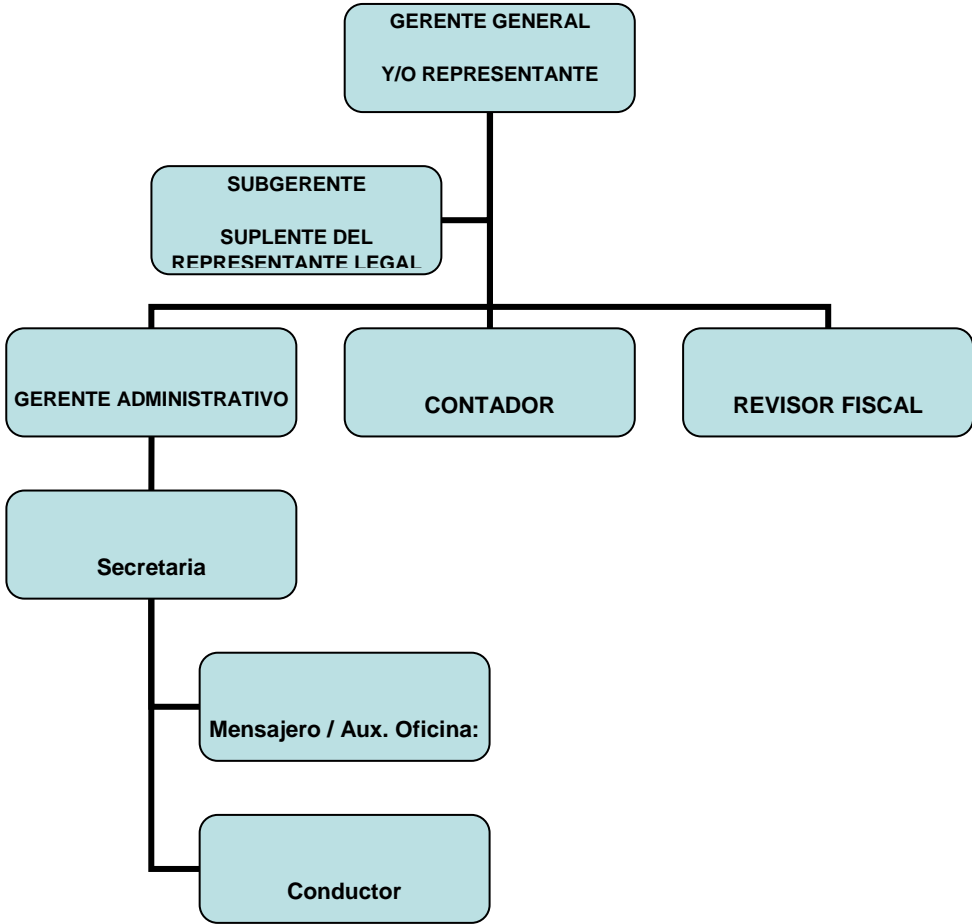 GERENTE GENERAL
Y/O REPRESENTANTE
SUBGERENTE
SUPLENTE DEL
REPRESENTANTE LEGAL
GERENTE ADMINISTRATIVO
CONTADOR
REVISOR FISCAL
Secretaria
Mensajero / Aux. Oficina:
Conductor